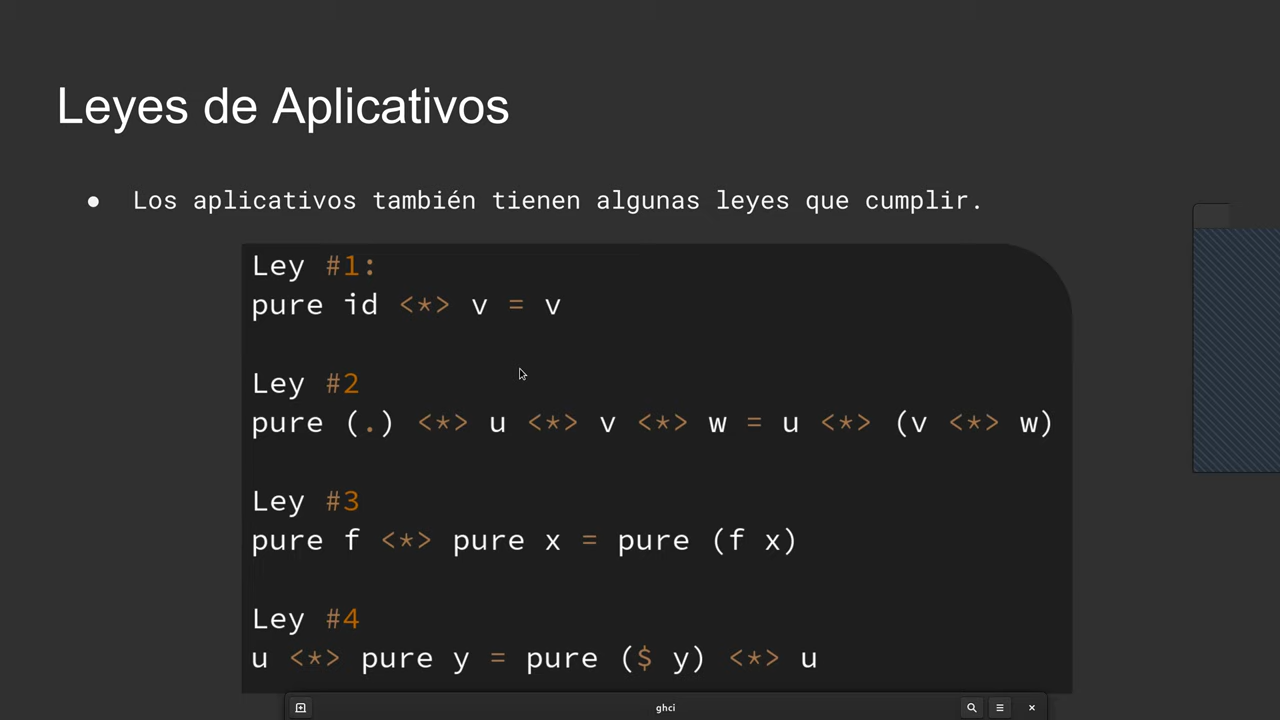 Leyes de Aplicativos
● Los aplicativos también tienen algunas leyes que cumplir.
Ley #1:
pure id <*> v = v
Ley #2
pure (.) <*> u <*> v <*> w = u <*> (v <*> w)
Ley #3
pure f <*> pure x = pure (f x)
Ley #4
u <*> pure y = pure ($ y) <*> u
ghci